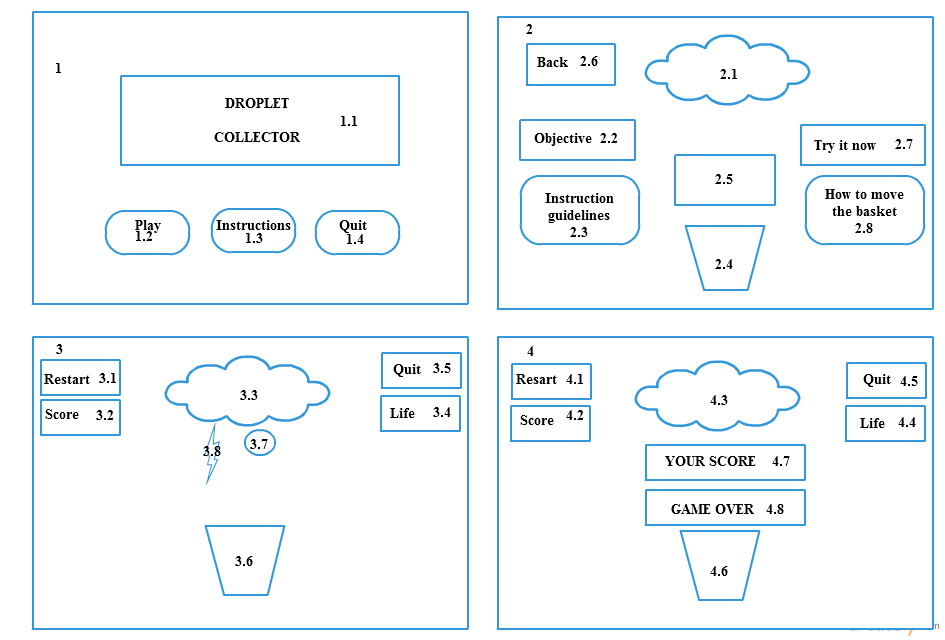 1
DROPLET
COLLECTOR
1.1
Play
1.2
Instructions
1.3
Quit
1.4
2
Back 2.6
2.1
Objective 2.2
Try it now 2.7
2.5
Instruction
guidelines
2.3
How to move
the basket
2.8
2.4
3
Restart 3.1
Quit 3.5
3.3
Score 3.2
Life 3.4
3.7
3.8
3.6
4
Resart 4.1
Quit 4.5
4.3
Score 4.2
Life 4.4
YOUR SCORE 4.7
GAME OVER 4.8
4.6